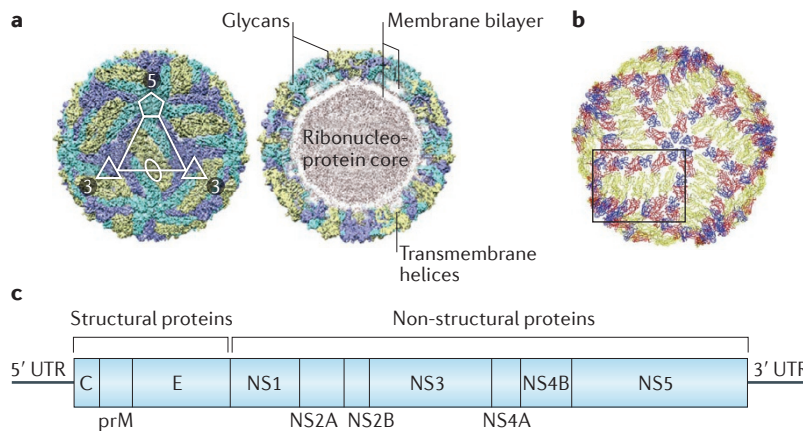 a
Glycans
Membrane bilayer
b
5
3
3
Ribonucleo-
protein core
Transmembrane
helices
c
Structural proteins
Non-structural proteins
5′ UTR
C
prM
E
NS1
NS2A
NS2B
NS3
NS4A
NS4B
NS5
3′ UTR